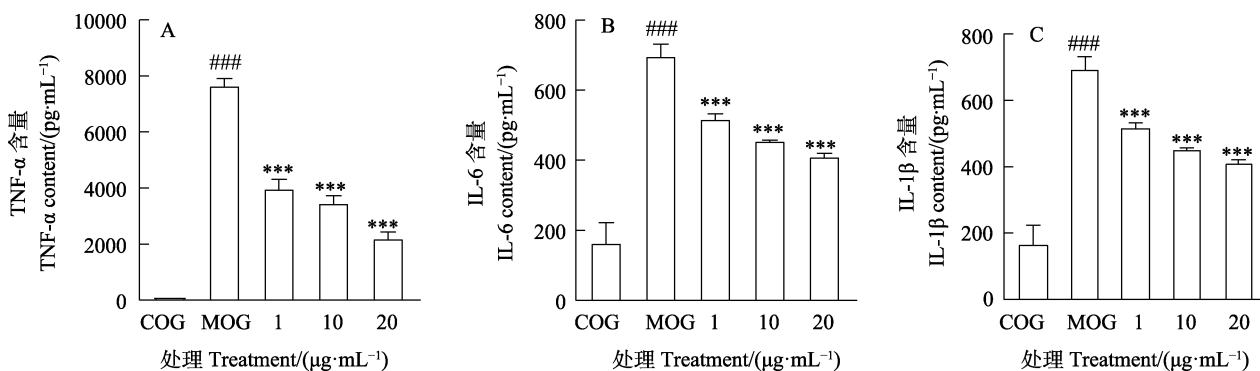 A
TNF-α 含量
TNF-α content/(pg·mL⁻¹)
10000
8000
6000
4000
2000
0
###
***
***
***
COG MOG 1 10 20
处理 Treatment/(μg·mL⁻¹)
B
IL-6 含量
IL-6 content/(pg·mL⁻¹)
800
600
400
200
0
###
***
***
***
COG MOG 1 10 20
处理 Treatment/(μg·mL⁻¹)
C
IL-1β 含量
IL-1β content/(pg·mL⁻¹)
800
600
400
200
0
###
***
***
***
COG MOG 1 10 20
处理 Treatment/(μg·mL⁻¹)